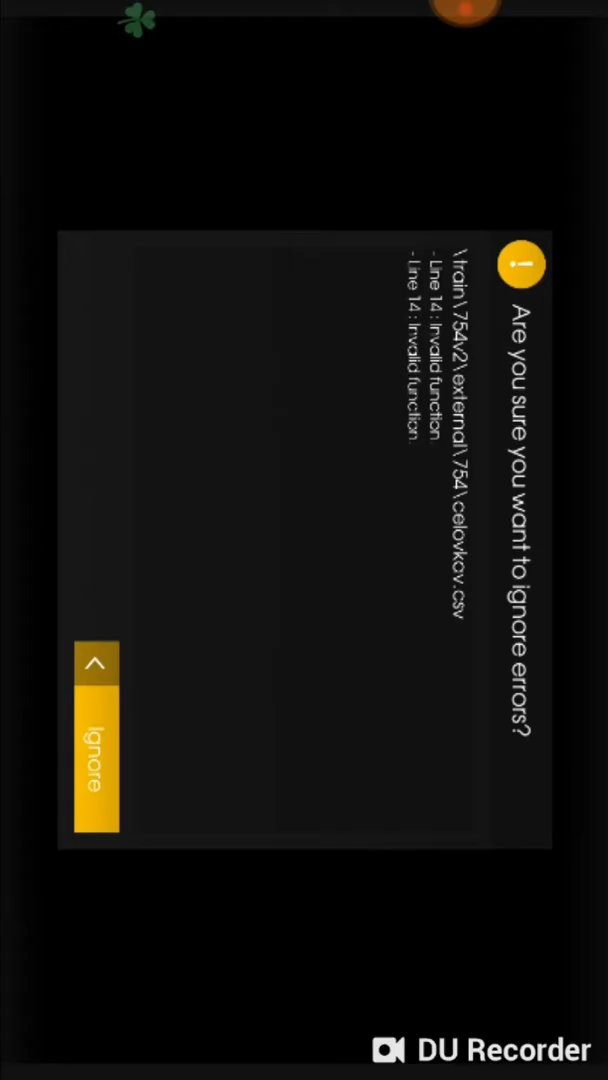 Are you sure you want to ignore errors?
\train\754v2\external\754\celovkav.csv
- Line 14 : Invalid function.
- Line 14 : Invalid function.
Ignore
DU Recorder